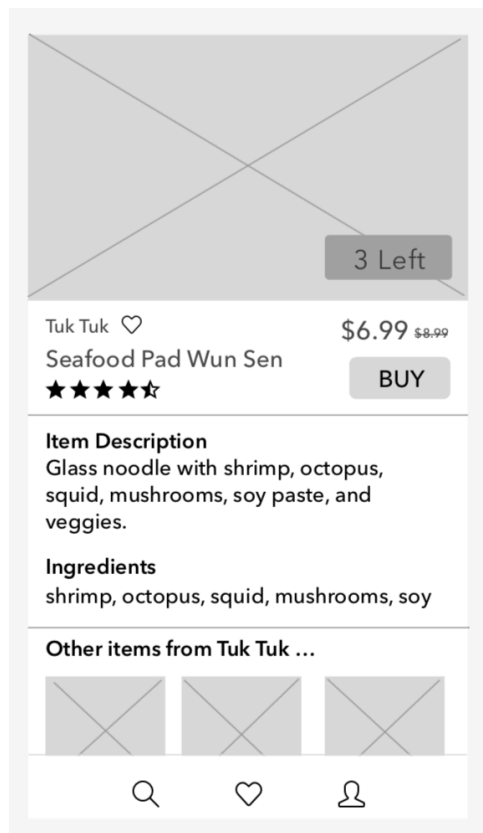 3 Left
Tuk Tuk
$6.99 $8.99
Seafood Pad Wun Sen
BUY
Item Description
Glass noodle with shrimp, octopus,
squid, mushrooms, soy paste, and
veggies.
Ingredients
shrimp, octopus, squid, mushrooms, soy
Other items from Tuk Tuk ...